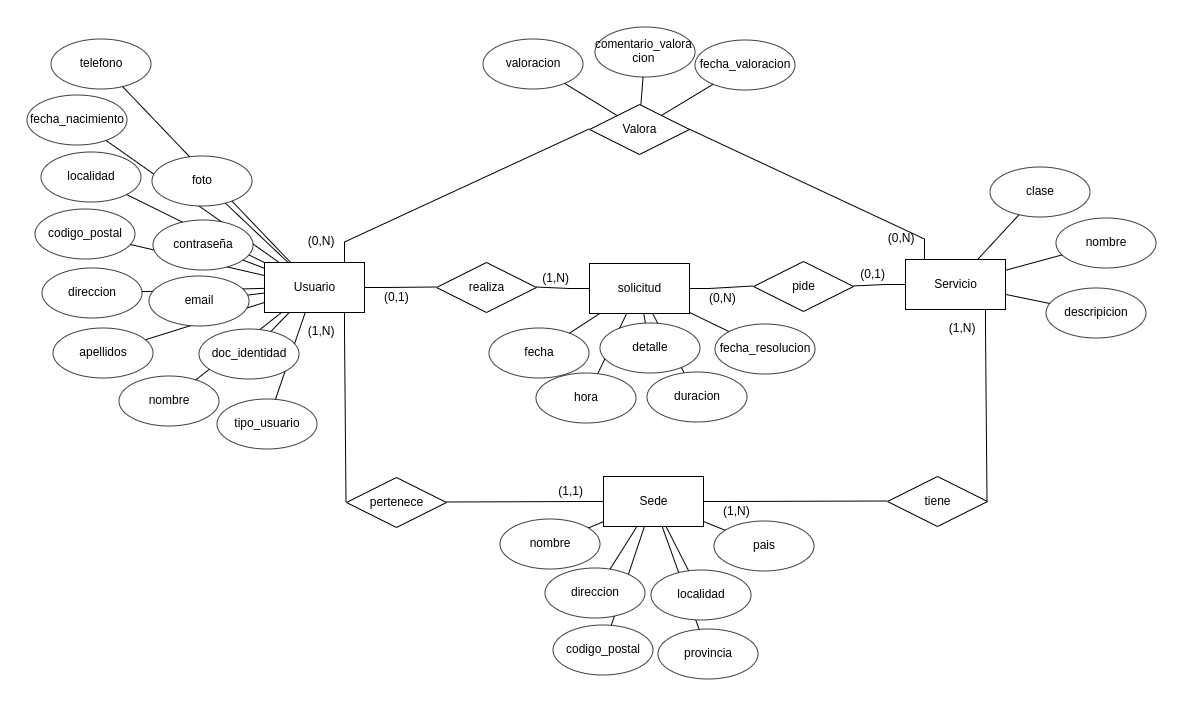 comentario_valora
cion
valoracion
fecha_valoracion
telefono
fecha_nacimiento
Valora
localidad
foto
clase
codigo_postal
contraseña
(0,N)
(0,N)
nombre
direccion
email
Usuario
(0,1)
realiza
(1,N)
solicitud
(0,N)
pide
(0,1)
Servicio
descripicion
(1,N)
(1,N)
apellidos
doc_identidad
fecha
detalle
fecha_resolucion
nombre
hora
duracion
tipo_usuario
pertenece
(1,1)
Sede
(1,N)
tiene
nombre
pais
direccion
localidad
codigo_postal
provincia